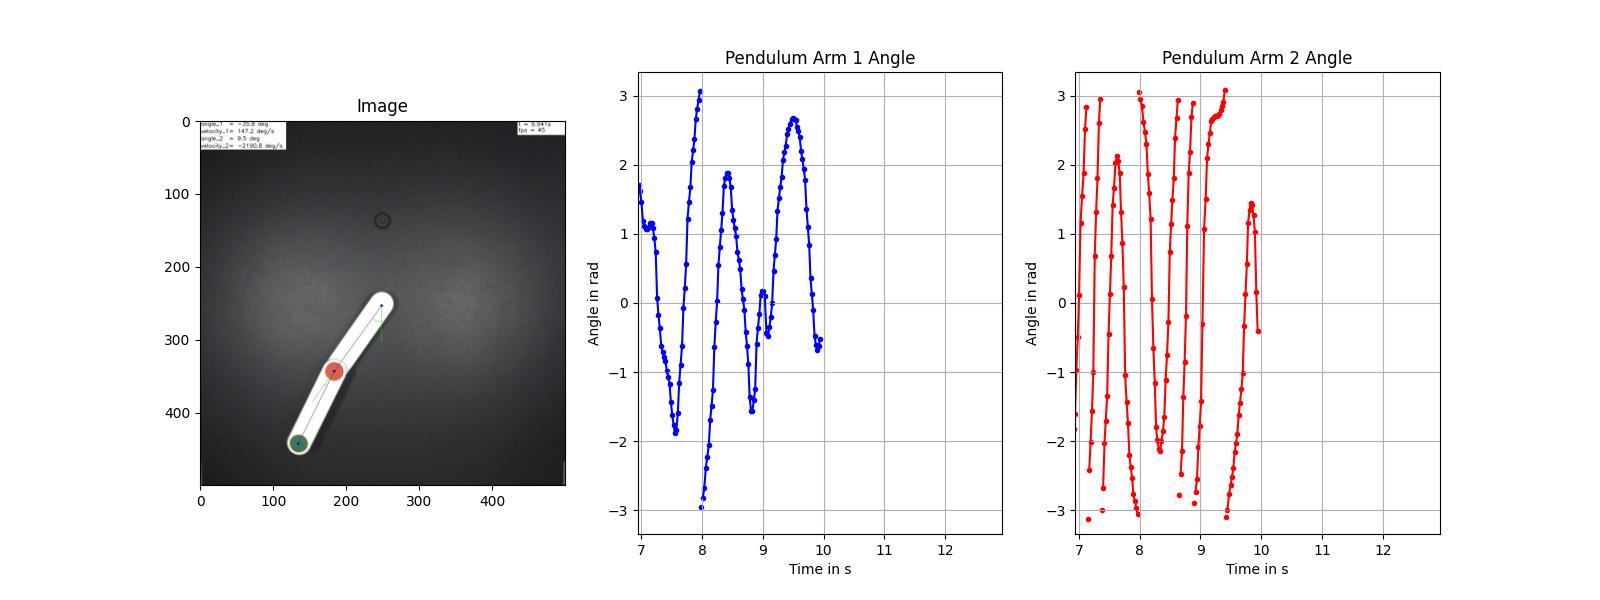 Image
angle_1 = -35.8 deg
velocity_1= 147.2 deg/s
angle_2 = 9.5 deg
velocity_2= -2190.8 deg/s
t = 9.941s
fps = 45
0
100
200
300
400
0 100 200 300 400
Pendulum Arm 1 Angle
Angle in rad
3
2
1
0
−1
−2
−3
7 8 9 10 11 12
Time in s
Pendulum Arm 2 Angle
Angle in rad
3
2
1
0
−1
−2
−3
7 8 9 10 11 12
Time in s